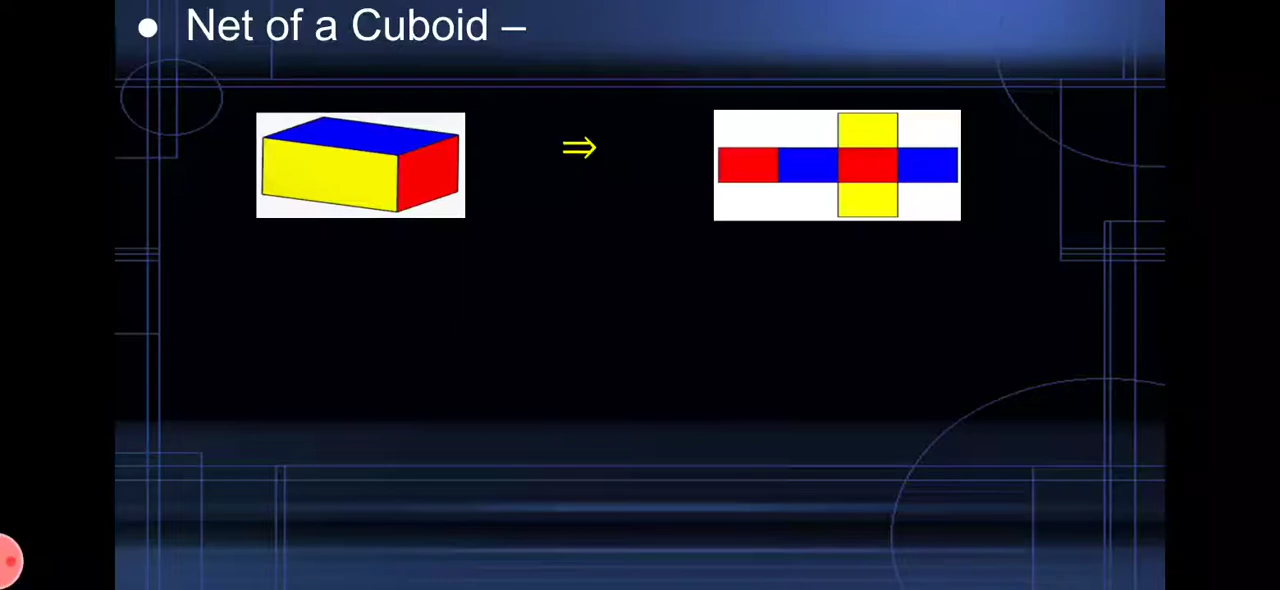 ● Net of a Cuboid –
⇒